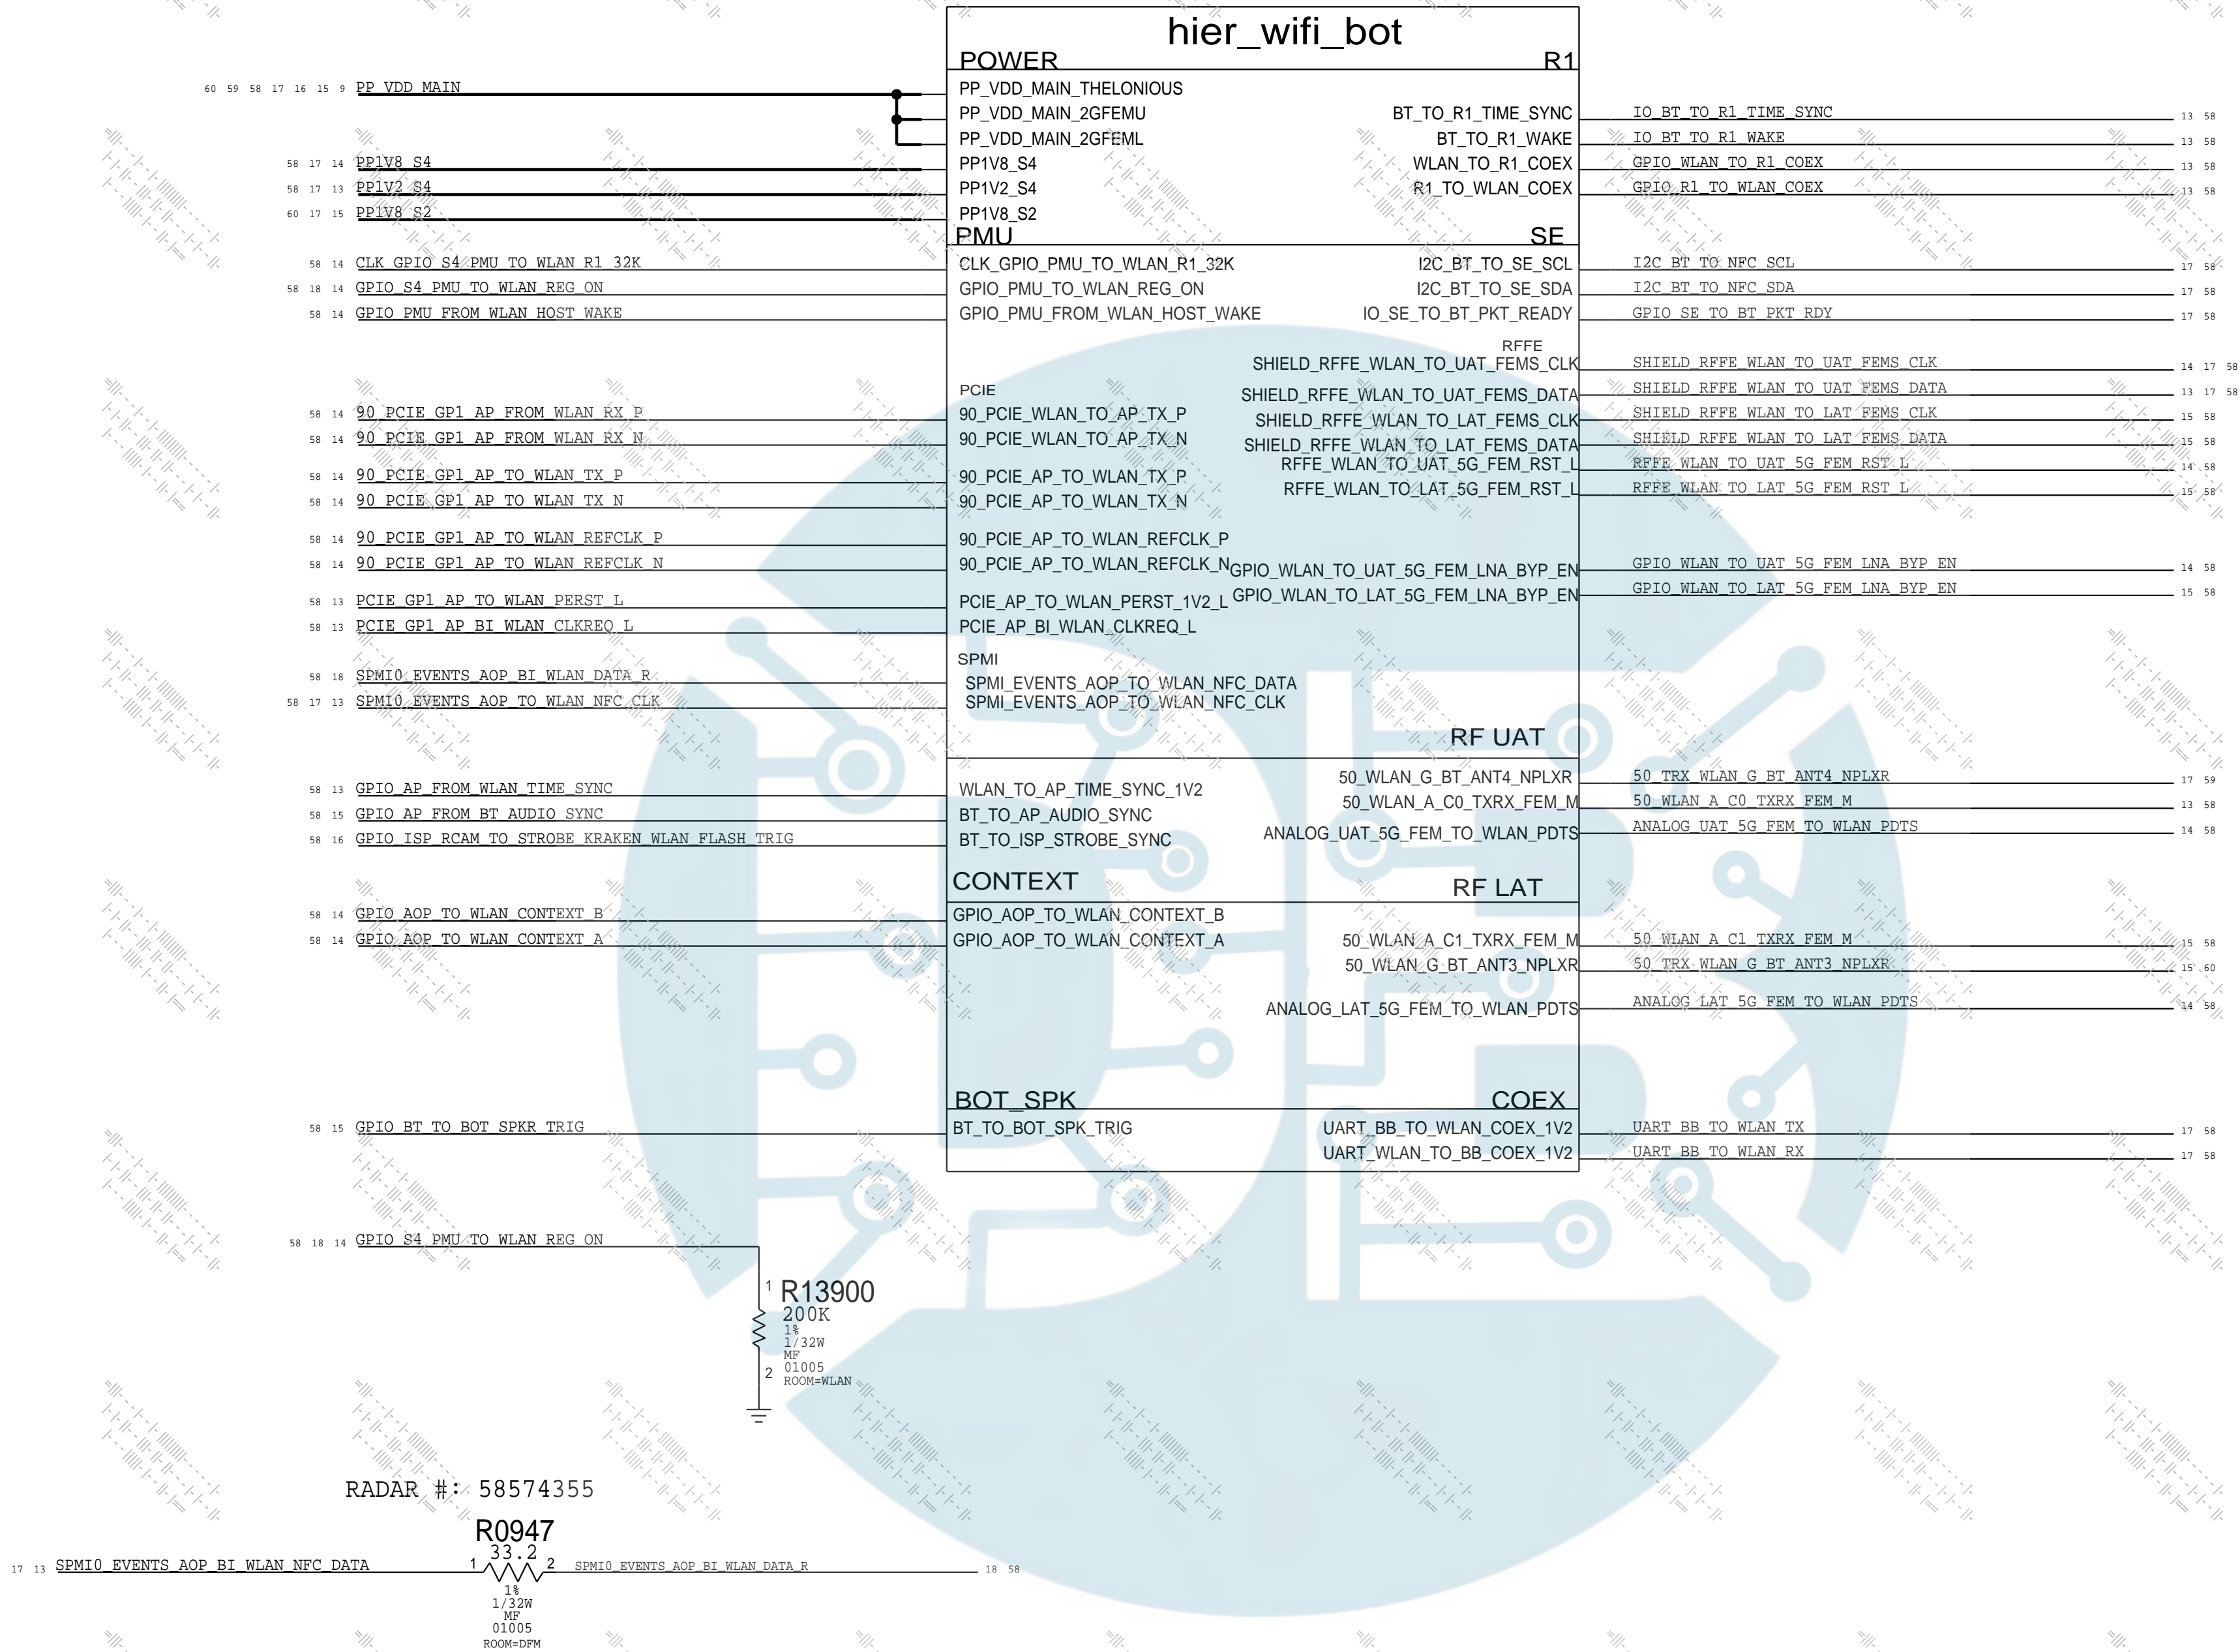 hier_wifi_bot
POWER R1
60 59 58 17 16 15 9 PP_VDD_MAIN PP_VDD_MAIN_THELONIOUS
PP_VDD_MAIN_2GFEMU BT_TO_R1_TIME_SYNC IO_BT_TO_R1_TIME_SYNC 13 58
PP_VDD_MAIN_2GFEML BT_TO_R1_WAKE IO_BT_TO_R1_WAKE 13 58
58 17 14 PP1V8_S4 PP1V8_S4 WLAN_TO_R1_COEX GPIO_WLAN_TO_R1_COEX 13 58
58 17 13 PP1V2_S4 PP1V2_S4 R1_TO_WLAN_COEX GPIO_R1_TO_WLAN_COEX 13 58
60 17 15 PP1V8_S2 PP1V8_S2
PMU SE
58 14 CLK_GPIO_S4_PMU_TO_WLAN_R1_32K CLK_GPIO_PMU_TO_WLAN_R1_32K I2C_BT_TO_SE_SCL I2C_BT_TO_NFC_SCL 17 58
58 18 14 GPIO_S4_PMU_TO_WLAN_REG_ON GPIO_PMU_TO_WLAN_REG_ON I2C_BT_TO_SE_SDA I2C_BT_TO_NFC_SDA 17 58
58 14 GPIO_PMU_FROM_WLAN_HOST_WAKE GPIO_PMU_FROM_WLAN_HOST_WAKE IO_SE_TO_BT_PKT_READY GPIO_SE_TO_BT_PKT_RDY 17 58
RFFE
SHIELD_RFFE_WLAN_TO_UAT_FEMS_CLK SHIELD_RFFE_WLAN_TO_UAT_FEMS_CLK 14 17 58
PCIE SHIELD_RFFE_WLAN_TO_UAT_FEMS_DATA SHIELD_RFFE_WLAN_TO_UAT_FEMS_DATA 13 17 58
58 14 90_PCIE_GP1_AP_FROM_WLAN_RX_P 90_PCIE_WLAN_TO_AP_TX_P SHIELD_RFFE_WLAN_TO_LAT_FEMS_CLK SHIELD_RFFE_WLAN_TO_LAT_FEMS_CLK 15 58
58 14 90_PCIE_GP1_AP_FROM_WLAN_RX_N 90_PCIE_WLAN_TO_AP_TX_N SHIELD_RFFE_WLAN_TO_LAT_FEMS_DATA SHIELD_RFFE_WLAN_TO_LAT_FEMS_DATA 15 58
RFFE_WLAN_TO_UAT_5G_FEM_RST_L RFFE_WLAN_TO_UAT_5G_FEM_RST_L 14 58
58 14 90_PCIE_GP1_AP_TO_WLAN_TX_P 90_PCIE_AP_TO_WLAN_TX_P
RFFE_WLAN_TO_LAT_5G_FEM_RST_L RFFE_WLAN_TO_LAT_5G_FEM_RST_L 15 58
58 14 90_PCIE_GP1_AP_TO_WLAN_TX_N 90_PCIE_AP_TO_WLAN_TX_N
58 14 90_PCIE_GP1_AP_TO_WLAN_REFCLK_P 90_PCIE_AP_TO_WLAN_REFCLK_P
58 14 90_PCIE_GP1_AP_TO_WLAN_REFCLK_N 90_PCIE_AP_TO_WLAN_REFCLK_N GPIO_WLAN_TO_UAT_5G_FEM_LNA_BYP_EN GPIO_WLAN_TO_UAT_5G_FEM_LNA_BYP_EN 14 58
58 13 PCIE_GP1_AP_TO_WLAN_PERST_L PCIE_AP_TO_WLAN_PERST_1V2_L GPIO_WLAN_TO_LAT_5G_FEM_LNA_BYP_EN GPIO_WLAN_TO_LAT_5G_FEM_LNA_BYP_EN 15 58
58 13 PCIE_GP1_AP_BI_WLAN_CLKREQ_L PCIE_AP_BI_WLAN_CLKREQ_L
SPMI
58 18 SPMI0_EVENTS_AOP_BI_WLAN_DATA_R SPMI_EVENTS_AOP_TO_WLAN_NFC_DATA
58 17 13 SPMI0_EVENTS_AOP_TO_WLAN_NFC_CLK SPMI_EVENTS_AOP_TO_WLAN_NFC_CLK
RF UAT
50_WLAN_G_BT_ANT4_NPLXR 50_TRX_WLAN_G_BT_ANT4_NPLXR 17 59
58 13 GPIO_AP_FROM_WLAN_TIME_SYNC WLAN_TO_AP_TIME_SYNC_1V2 50_WLAN_A_C0_TXRX_FEM_M 50_WLAN_A_C0_TXRX_FEM_M 13 58
58 15 GPIO_AP_FROM_BT_AUDIO_SYNC BT_TO_AP_AUDIO_SYNC
58 16 GPIO_ISP_RCAM_TO_STROBE_KRAKEN_WLAN_FLASH_TRIG BT_TO_ISP_STROBE_SYNC ANALOG_UAT_5G_FEM_TO_WLAN_PDTS ANALOG_UAT_5G_FEM_TO_WLAN_PDTS 14 58
CONTEXT RF LAT
58 14 GPIO_AOP_TO_WLAN_CONTEXT_B GPIO_AOP_TO_WLAN_CONTEXT_B
58 14 GPIO_AOP_TO_WLAN_CONTEXT_A GPIO_AOP_TO_WLAN_CONTEXT_A 50_WLAN_A_C1_TXRX_FEM_M 50_WLAN_A_C1_TXRX_FEM_M 15 58
50_WLAN_G_BT_ANT3_NPLXR 50_TRX_WLAN_G_BT_ANT3_NPLXR 15 60
ANALOG_LAT_5G_FEM_TO_WLAN_PDTS ANALOG_LAT_5G_FEM_TO_WLAN_PDTS 14 58
BOT_SPK COEX
58 15 GPIO_BT_TO_BOT_SPKR_TRIG BT_TO_BOT_SPK_TRIG UART_BB_TO_WLAN_COEX_1V2 UART_BB_TO_WLAN_TX 17 58
UART_WLAN_TO_BB_COEX_1V2 UART_BB_TO_WLAN_RX 17 58
58 18 14 GPIO_S4_PMU_TO_WLAN_REG_ON
1 R13900
200K
1%
1/32W
MF
2 01005
ROOM=WLAN
RADAR #: 58574355
R0947
33.2
17 13 SPMI0_EVENTS_AOP_BI_WLAN_NFC_DATA 1 2 SPMI0_EVENTS_AOP_BI_WLAN_DATA_R 18 58
1%
1/32W
MF
01005
ROOM=DFM